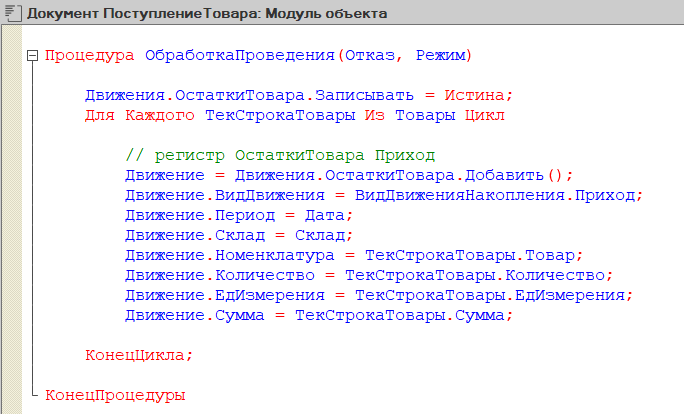 Документ ПоступлениеТовара: Модуль объекта
Процедура ОбработкаПроведения(Отказ, Режим)
Движения.ОстаткиТовара.Записывать = Истина;
Для Каждого ТекСтрокаТовары Из Товары Цикл
// регистр ОстаткиТовара Приход
Движение = Движения.ОстаткиТовара.Добавить();
Движение.ВидДвижения = ВидДвиженияНакопления.Приход;
Движение.Период = Дата;
Движение.Склад = Склад;
Движение.Номенклатура = ТекСтрокаТовары.Товар;
Движение.Количество = ТекСтрокаТовары.Количество;
Движение.ЕдИзмерения = ТекСтрокаТовары.ЕдИзмерения;
Движение.Сумма = ТекСтрокаТовары.Сумма;
КонецЦикла;
КонецПроцедуры